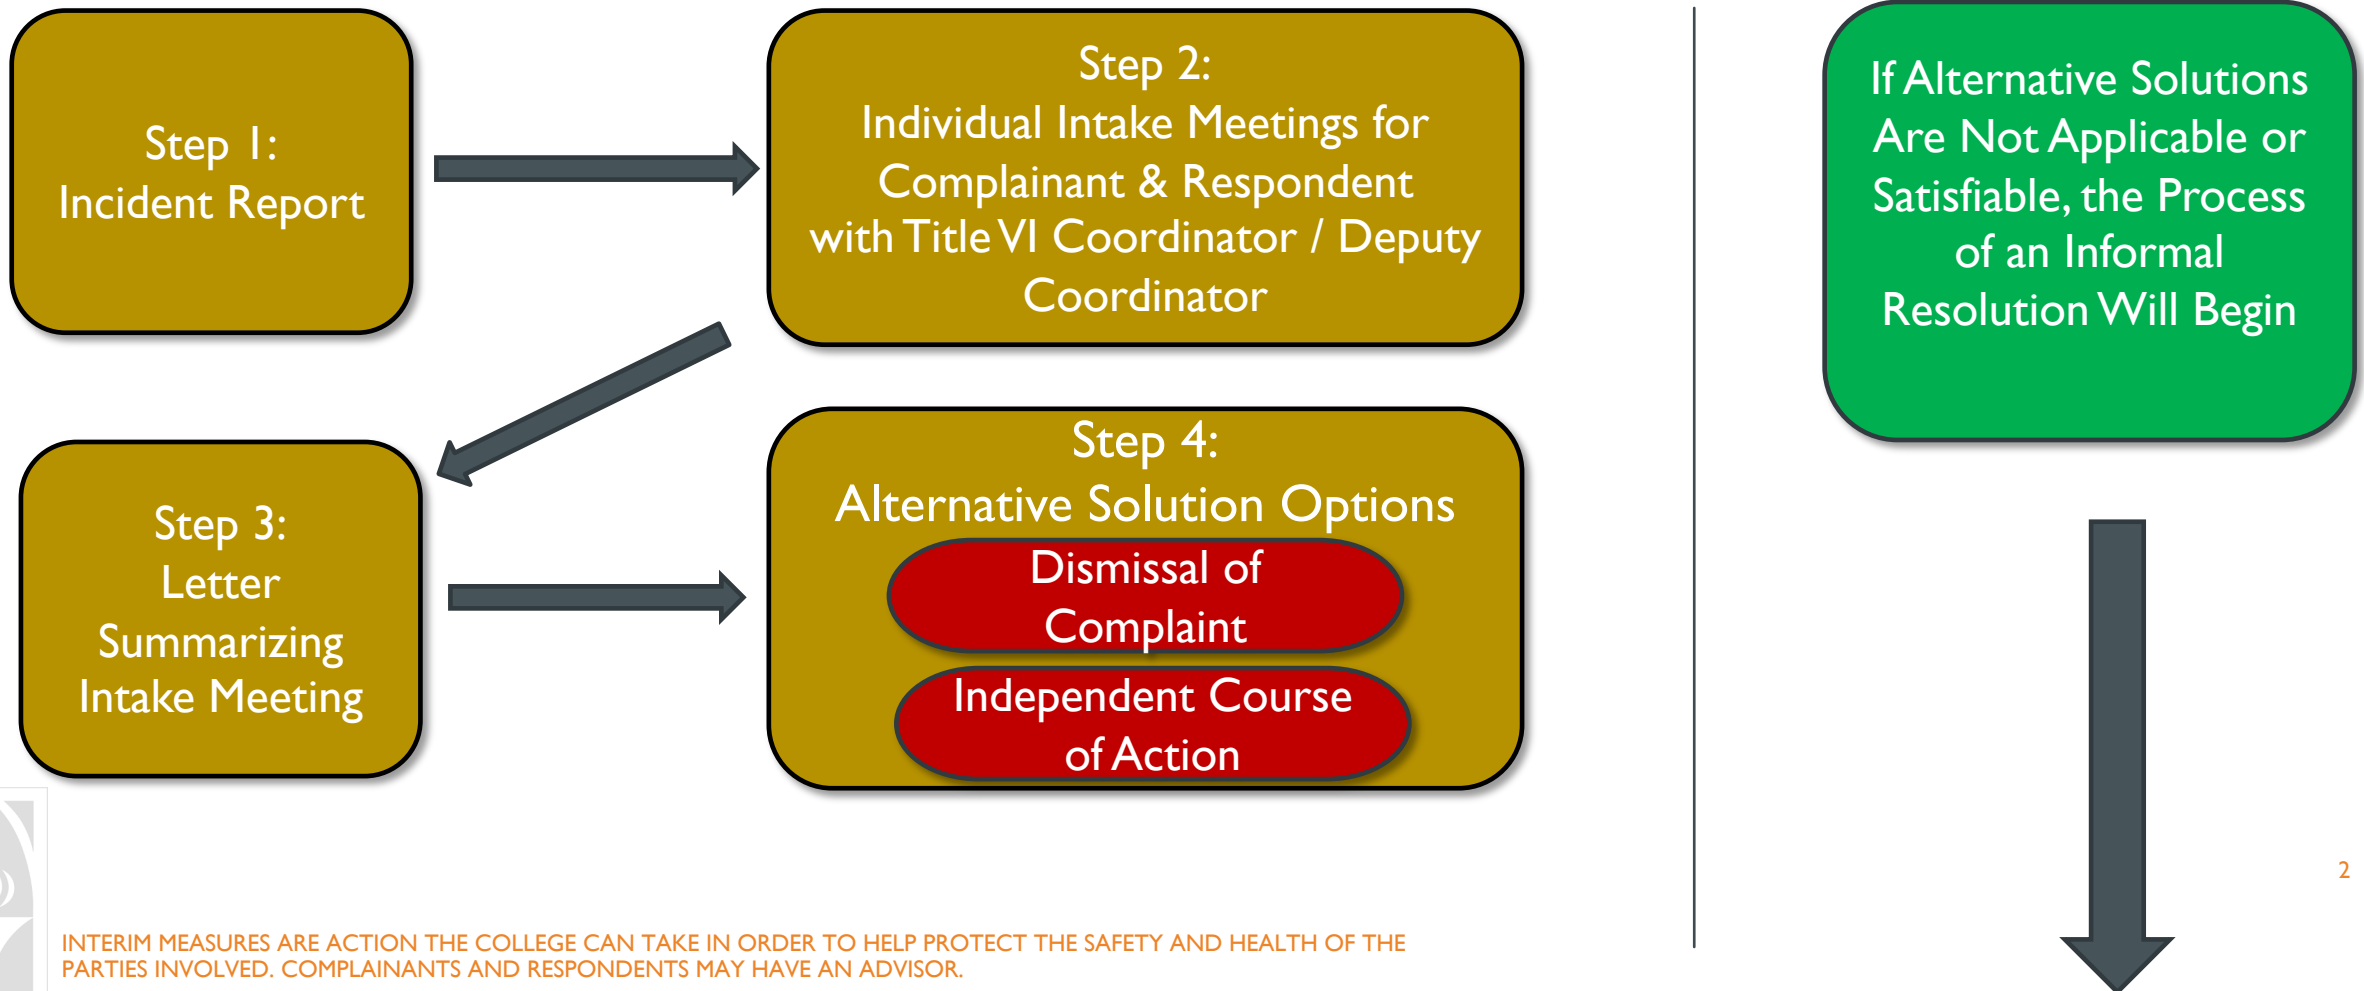 Step 1:
Incident Report
Step 2:
Individual Intake Meetings for
Complainant & Respondent
with Title VI Coordinator / Deputy
Coordinator
Step 3:
Letter
Summarizing
Intake Meeting
Step 4:
Alternative Solution Options
Dismissal of
Complaint
Independent Course
of Action
If Alternative Solutions
Are Not Applicable or
Satisfiable, the Process
of an Informal
Resolution Will Begin
2
INTERIM MEASURES ARE ACTION THE COLLEGE CAN TAKE IN ORDER TO HELP PROTECT THE SAFETY AND HEALTH OF THE
PARTIES INVOLVED. COMPLAINANTS AND RESPONDENTS MAY HAVE AN ADVISOR.